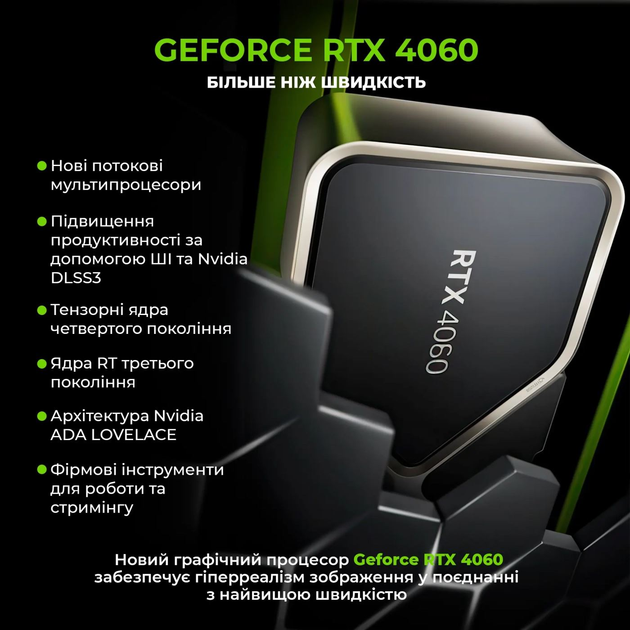 GEFORCE RTX 4060
БІЛЬШЕ НІЖ ШВИДКІСТЬ
Нові потокові
мультипроцесори
Підвищення
продуктивності за
допомогою ШІ та Nvidia
DLSS3
Тензорні ядра
четвертого покоління
Ядра RT третього
покоління
Архітектура Nvidia
ADA LOVELACE
Фірмові інструменти
для роботи та
стримінгу
RTX 4060
Новий графічний процесор Geforce RTX 4060
забезпечує гіперреалізм зображення у поєднанні
з найвищою швидкістю